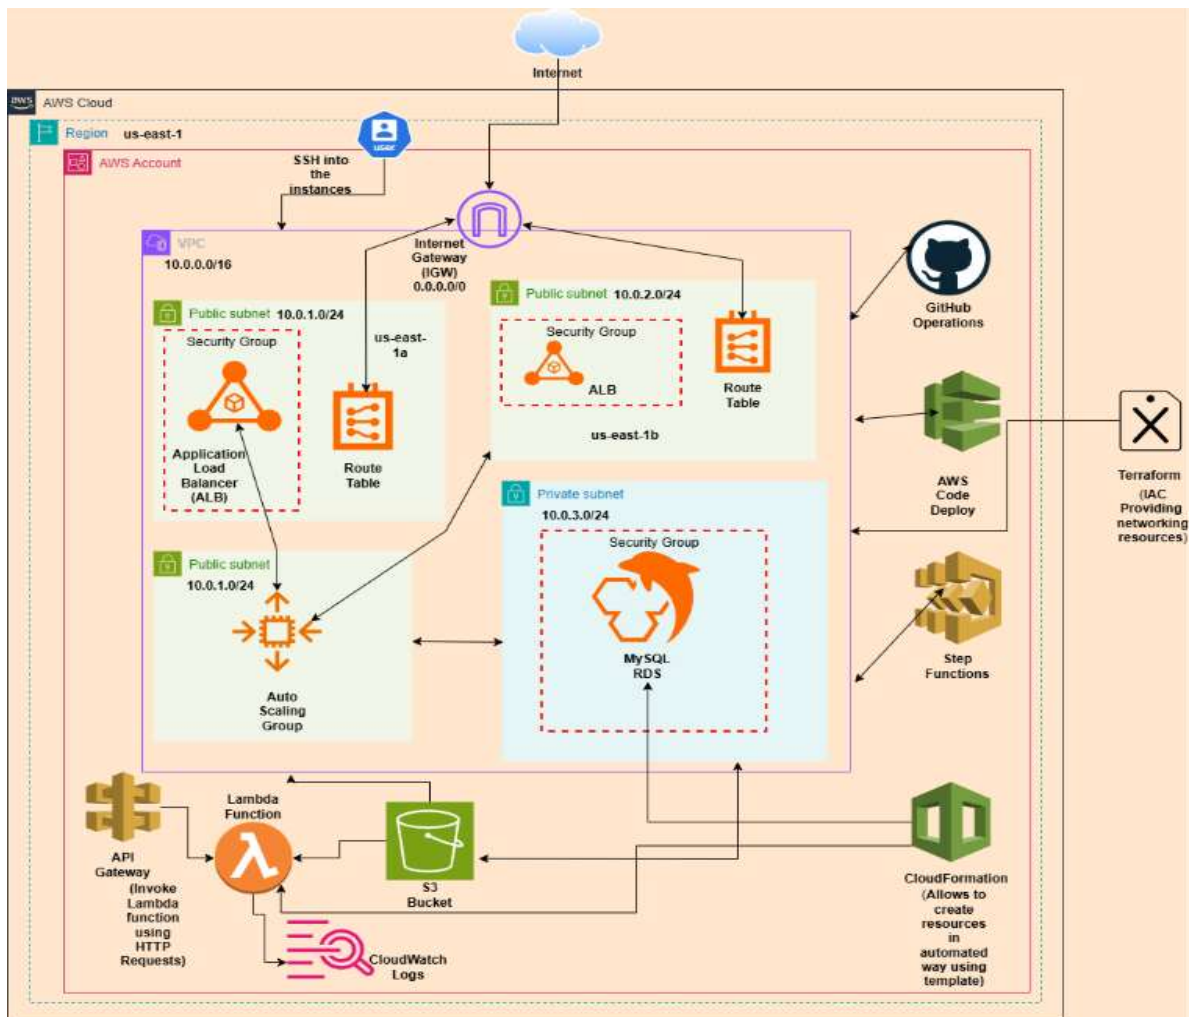 Internet
aws
AWS Cloud
Region us-east-1
user
AWS Account
SSH into
the
instances
VPC
10.0.0.0/16
Internet
Gateway
(IGW)
0.0.0.0/0
Public subnet 10.0.1.0/24
Security Group
us-east-
1a
Application
Load
Balancer
(ALB)
Route
Table
Public subnet 10.0.2.0/24
Security Group
ALB
Route
Table
us-east-1b
GitHub
Operations
AWS
Code
Deploy
Terraform
(IAC
Providing
networking
resources)
Private subnet
10.0.3.0/24
Security Group
MySQL
RDS
Public subnet
10.0.1.0/24
Auto
Scaling
Group
Step
Functions
API
Gateway
(Invoke
Lambda
function
using
HTTP
Requests)
Lambda
Function
S3
Bucket
CloudWatch
Logs
CloudFormation
(Allows to
create
resources
in
automated
way using
template)